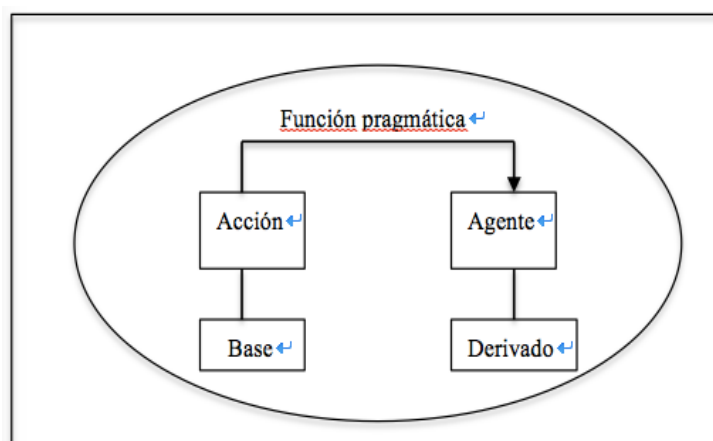 Función pragmática
Acción
Agente
Base
Derivado